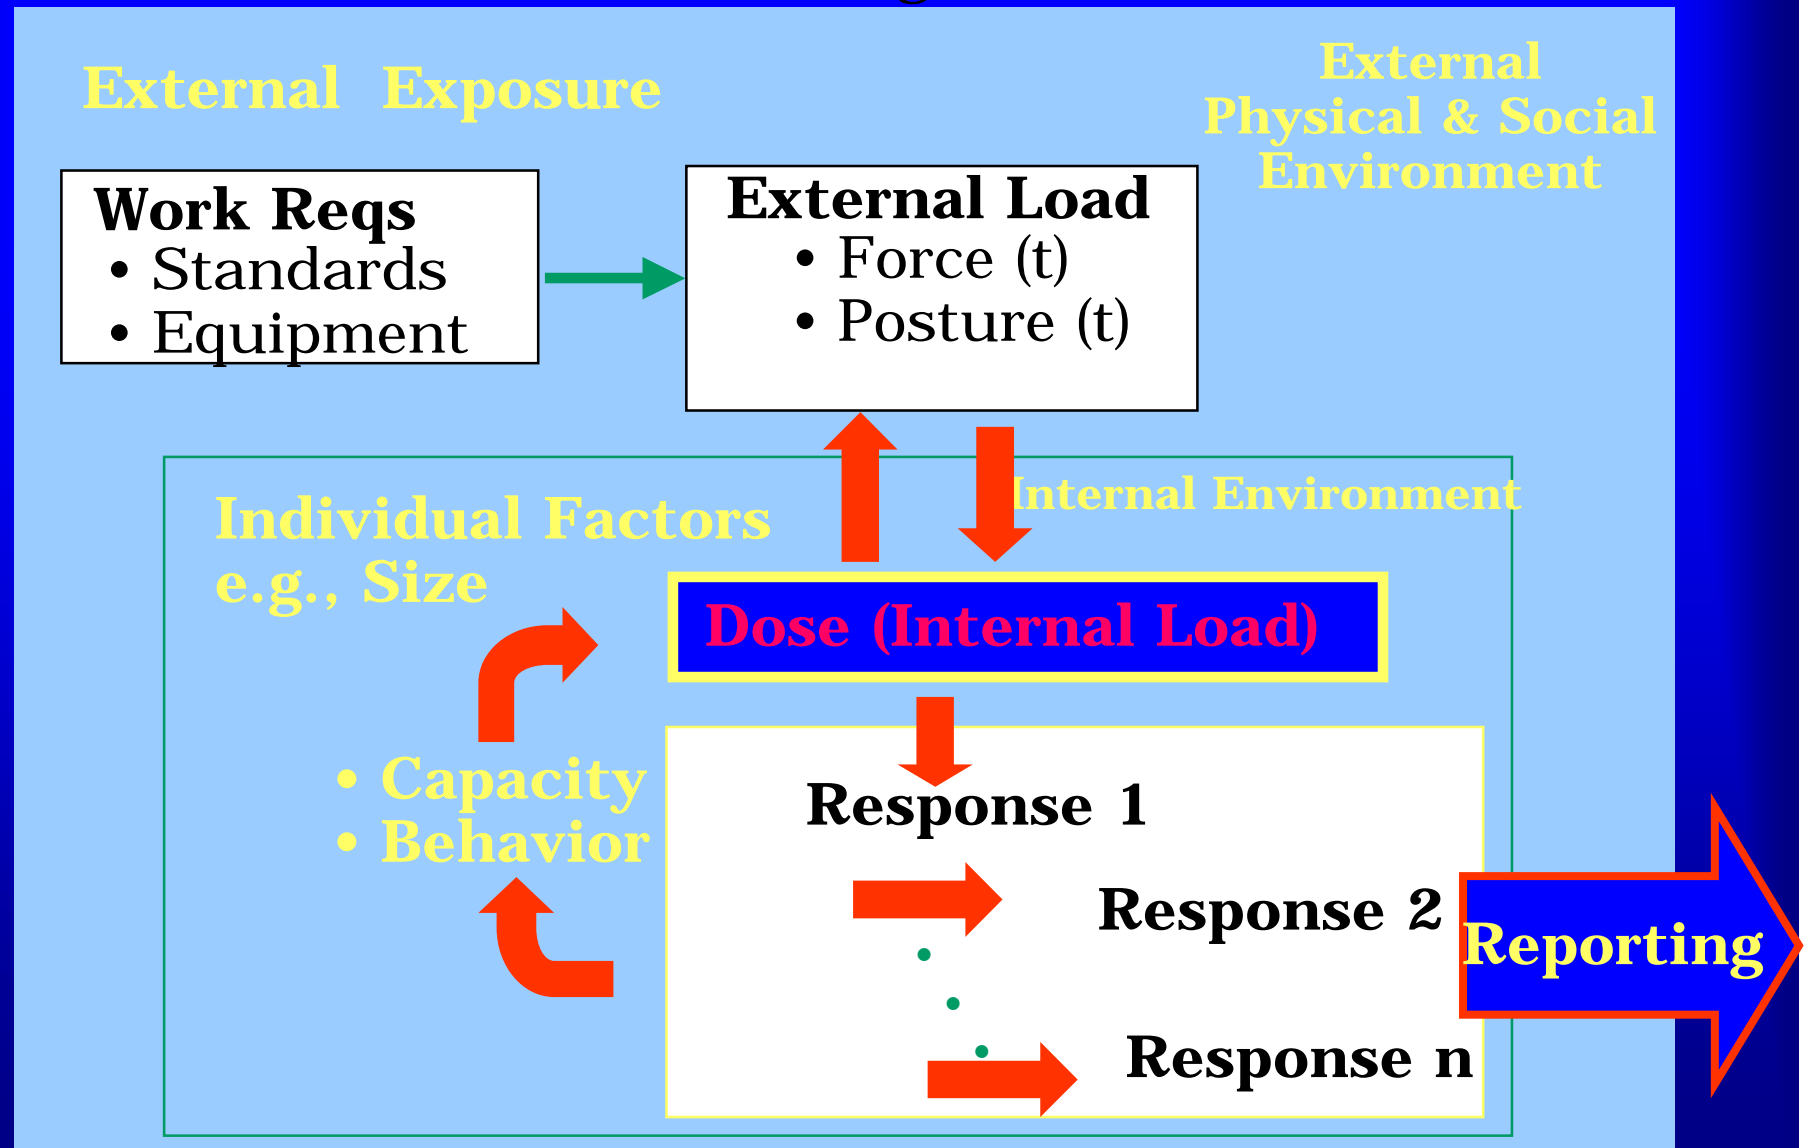 External Exposure
External
Physical & Social
Environment
Work Reqs
• Standards
• Equipment
External Load
• Force (t)
• Posture (t)
Internal Environment
Individual Factors
e.g., Size
Dose (Internal Load)
• Capacity
• Behavior
Response 1
Response 2
Reporting
Response n